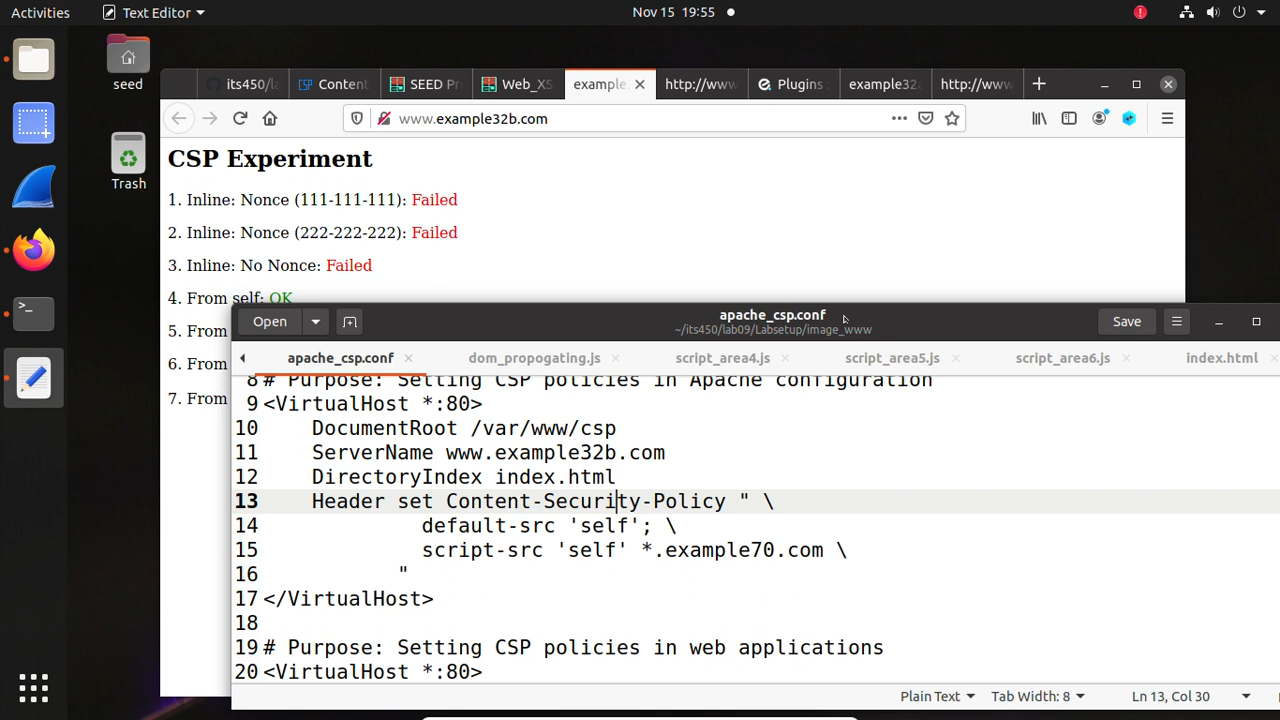 Activities Text Editor Nov 15 19:55
seed
Trash
its450/la Content SEED Pr Web_XS example http://www Plugins example32 http://www
www.example32b.com
CSP Experiment
1. Inline: Nonce (111-111-111): Failed
2. Inline: Nonce (222-222-222): Failed
3. Inline: No Nonce: Failed
4. From self: OK
5. From
6. From
7. From
Open apache_csp.conf Save
~/its450/lab09/Labsetup/image_www
apache_csp.conf dom_propogating.js script_area4.js script_area5.js script_area6.js index.html
8 # Purpose: Setting CSP policies in Apache configuration
9 <VirtualHost *:80>
10 DocumentRoot /var/www/csp
11 ServerName www.example32b.com
12 DirectoryIndex index.html
13 Header set Content-Security-Policy " \
14 default-src 'self'; \
15 script-src 'self' *.example70.com \
16 "
17 </VirtualHost>
18
19 # Purpose: Setting CSP policies in web applications
20 <VirtualHost *:80>
Plain Text Tab Width: 8 Ln 13, Col 30